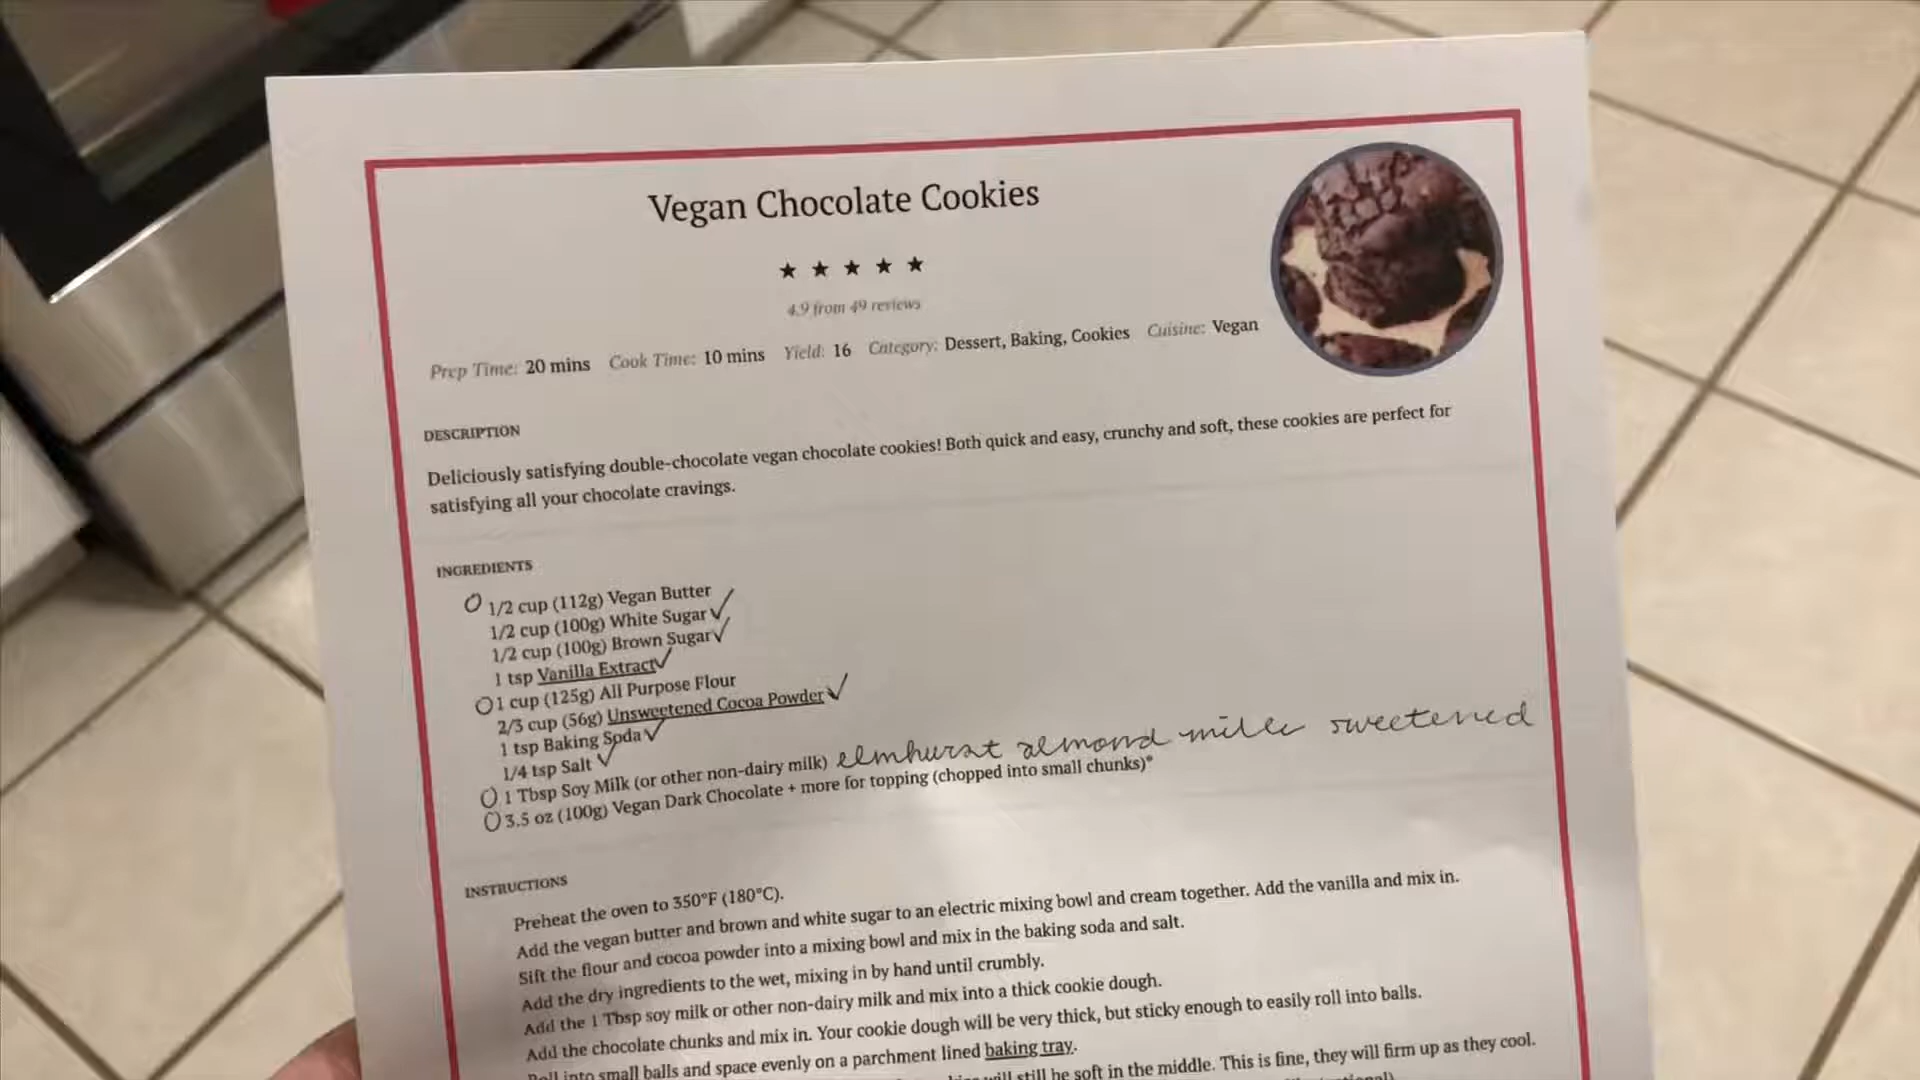 Vegan Chocolate Cookies
★ ★ ★ ★ ★
4.9 from 49 reviews
Prep Time: 20 mins Cook Time: 10 mins Yield: 16 Category: Dessert, Baking, Cookies Cuisine: Vegan
DESCRIPTION
Deliciously satisfying double-chocolate vegan chocolate cookies! Both quick and easy, crunchy and soft, these cookies are perfect for
satisfying all your chocolate cravings.
INGREDIENTS
1/2 cup (112g) Vegan Butter
1/2 cup (100g) White Sugar ✓
1/2 cup (100g) Brown Sugar ✓
1 tsp Vanilla Extract ✓
1 cup (125g) All Purpose Flour
2/3 cup (56g) Unsweetened Cocoa Powder ✓
1 tsp Baking Soda ✓
1/4 tsp Salt ✓
1 Tbsp Soy Milk (or other non-dairy milk) elmhurst almond milk sweetened
3.5 oz (100g) Vegan Dark Chocolate + more for topping (chopped into small chunks)*
INSTRUCTIONS
Preheat the oven to 350°F (180°C).
Add the vegan butter and brown and white sugar to an electric mixing bowl and cream together. Add the vanilla and mix in.
Sift the flour and cocoa powder into a mixing bowl and mix in the baking soda and salt.
Add the dry ingredients to the wet, mixing in by hand until crumbly.
Add the 1 Tbsp soy milk or other non-dairy milk and mix into a thick cookie dough.
Add the chocolate chunks and mix in. Your cookie dough will be very thick, but sticky enough to easily roll into balls.
Roll into small balls and space evenly on a parchment lined baking tray.
will still be soft in the middle. This is fine, they will firm up as they cool.